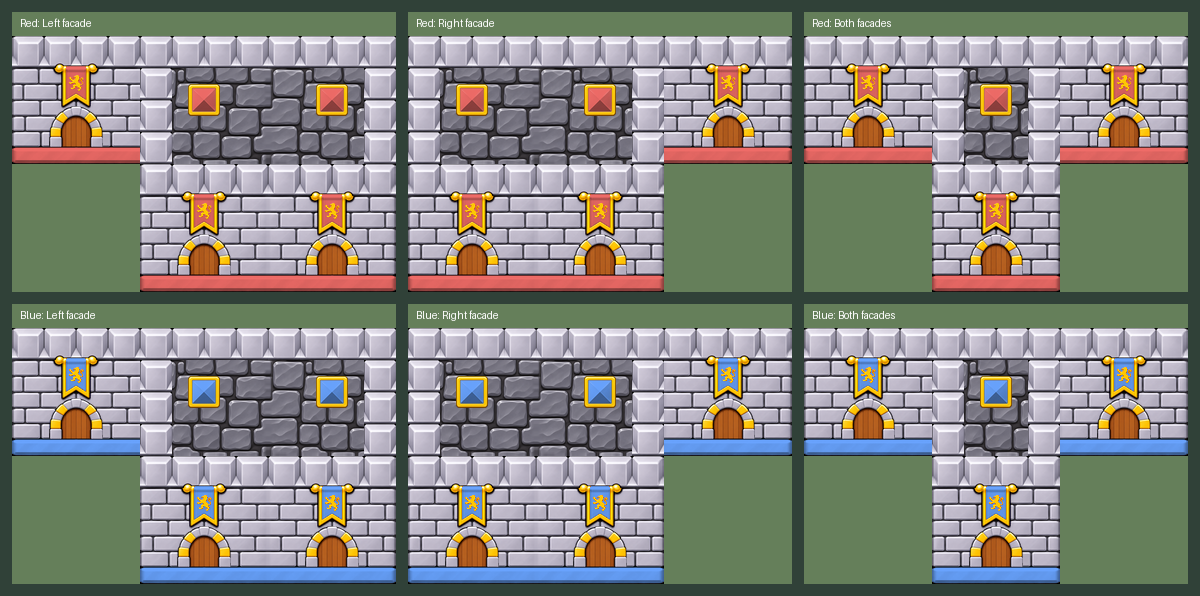 Red: Left facade
Red: Right facade
Red: Both facades
Blue: Left facade
Blue: Right facade
Blue: Both facades